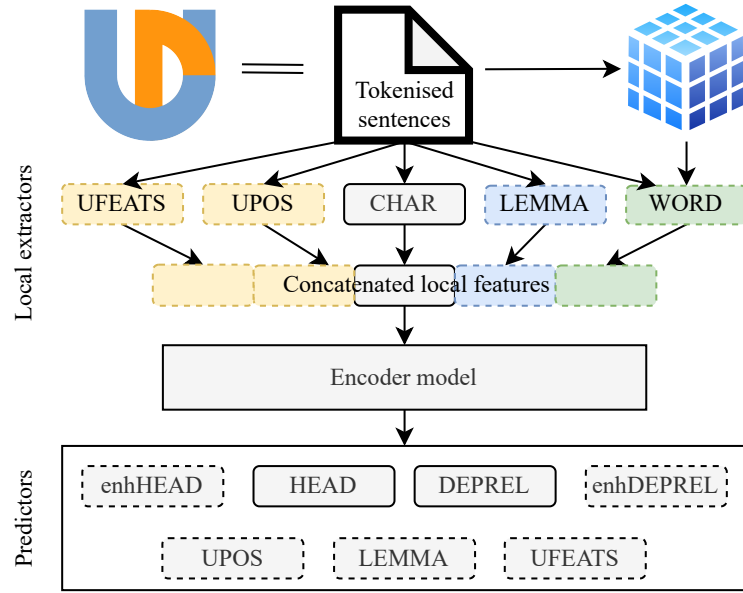 UD
Tokenised
sentences
Local extractors
UFEATS
UPOS
CHAR
LEMMA
WORD
Concatenated local features
Encoder model
Predictors
enhHEAD
HEAD
DEPREL
enhDEPREL
UPOS
LEMMA
UFEATS